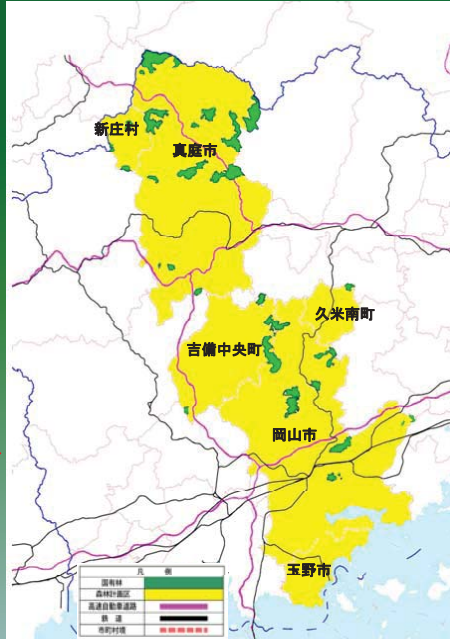 新庄村
真庭市
久米南町
吉備中央町
岡山市
玉野市
凡 例
国有林
森林計画区
高速自動車道路
鉄 道
市町村境